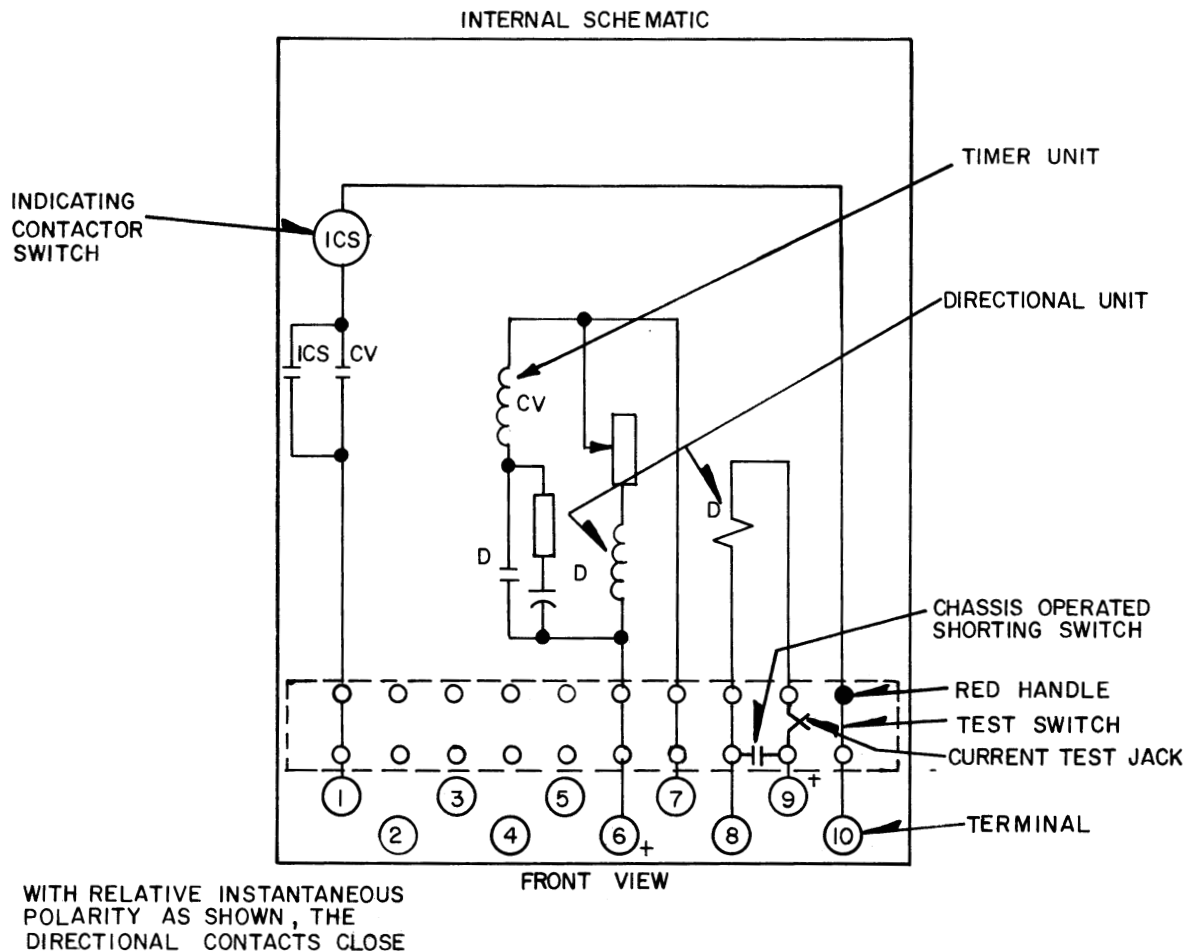 INTERNAL SCHEMATIC
TIMER UNIT
INDICATING
CONTACTOR
SWITCH
ICS
DIRECTIONAL UNIT
ICS CV
CV
D
D
D
CHASSIS OPERATED
SHORTING SWITCH
RED HANDLE
TEST SWITCH
CURRENT TEST JACK
1 3 5 7 9 +
2 4 6 + 8 10
TERMINAL
FRONT VIEW
WITH RELATIVE INSTANTANEOUS
POLARITY AS SHOWN, THE
DIRECTIONAL CONTACTS CLOSE